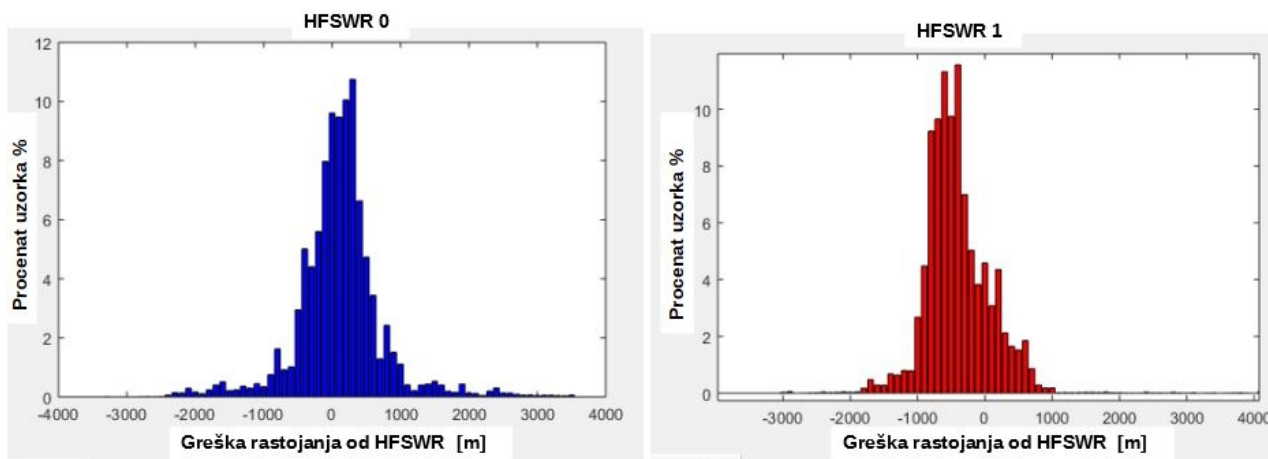 HFSWR 0
12
10
8
6
4
2
0
Procenat uzorka %
-4000 -3000 -2000 -1000 0 1000 2000 3000 4000
Greška rastojanja od HFSWR [m]
HFSWR 1
10
8
6
4
2
0
Procenat uzorka %
-3000 -2000 -1000 0 1000 2000 3000 4000
Greška rastojanja od HFSWR [m]